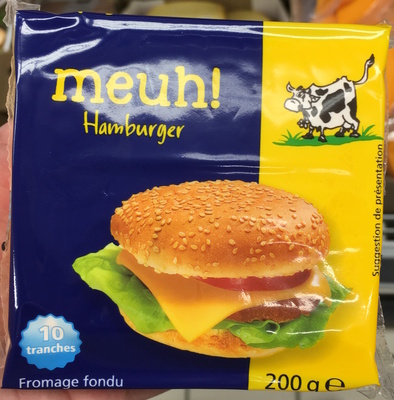 meuh!
Hamburger
Suggestion de présentation
10
tranches
Fromage fondu
200 g e